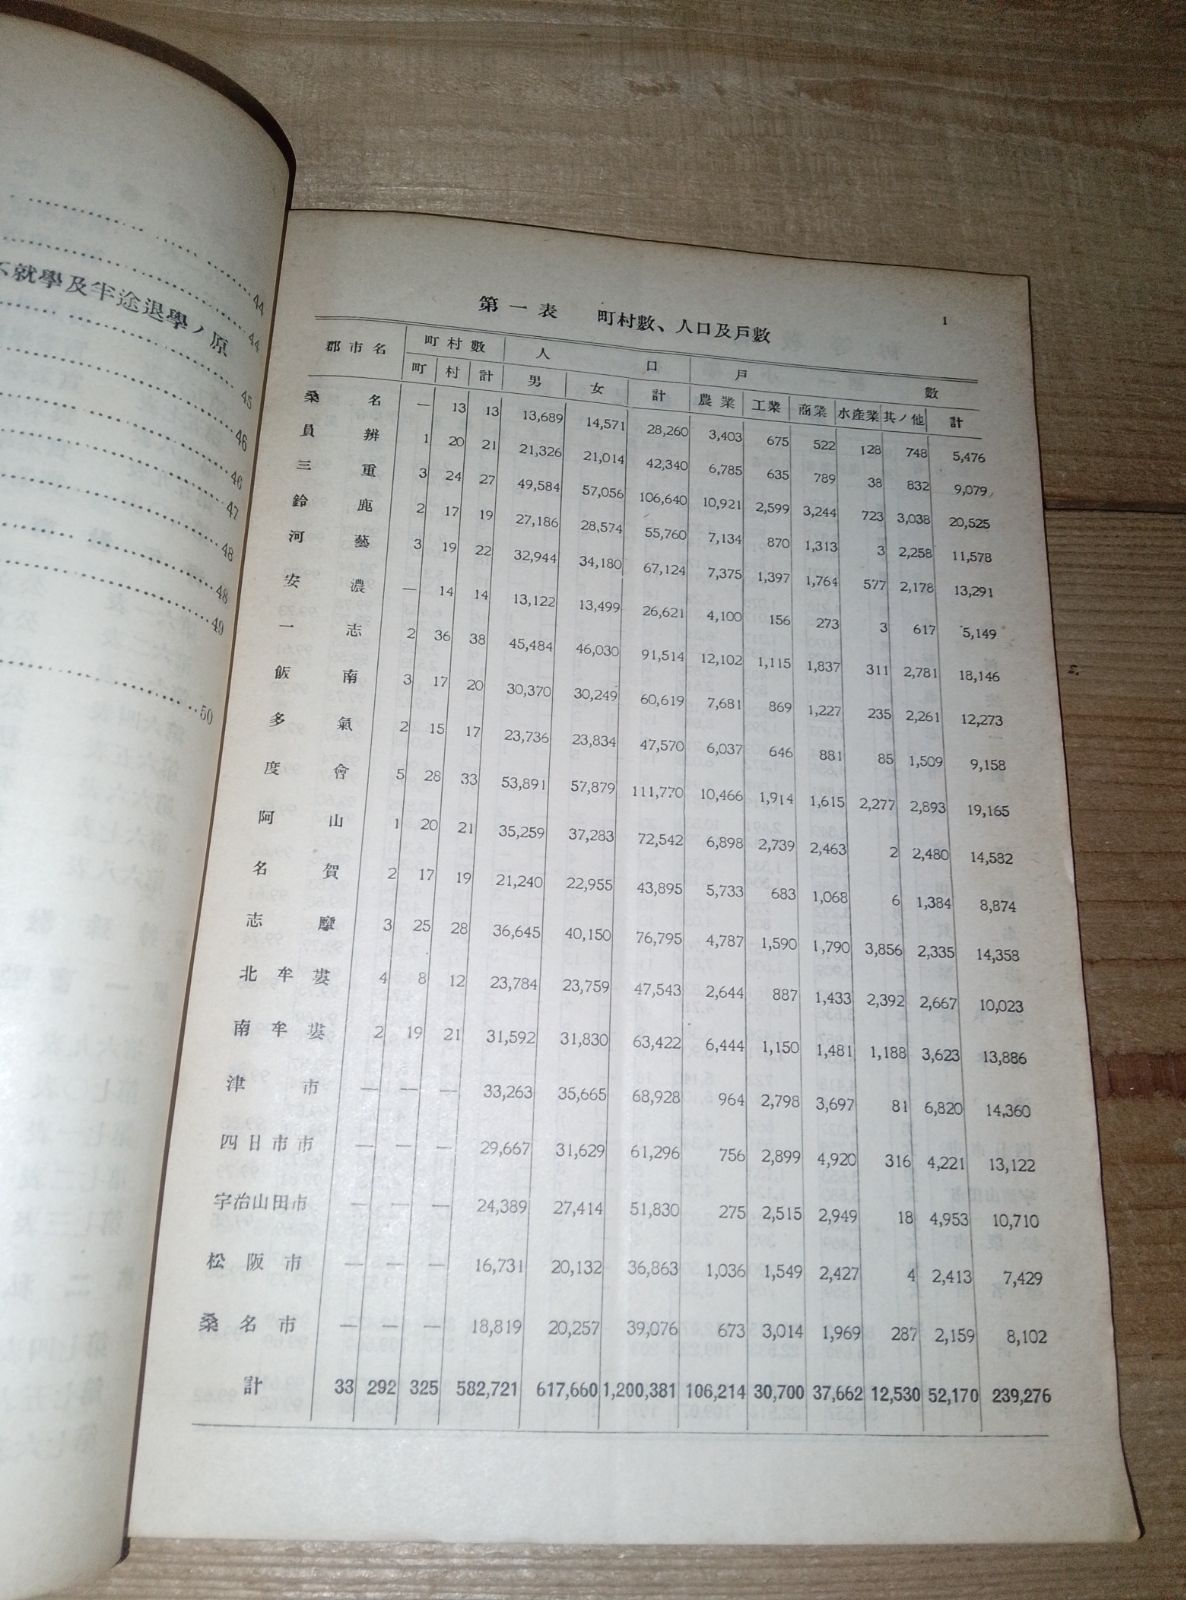 44
不就學及半途退學ノ原
44
45
46
46
47
48
48
49
50
1
第一表 町村數、人口及戶數
郡市名 町村數 人口 戶數
町 村 計 男 女 計 農業 工業 商業 水產業 其ノ他 計
桑名 — 13 13 13,689 14,571 28,260 3,403 675 522 128 748 5,476
員辨 1 20 21 21,326 21,014 42,340 6,785 635 789 38 832 9,079
三重 3 24 27 49,584 57,056 106,640 10,921 2,599 3,244 723 3,038 20,525
鈴鹿 2 17 19 27,186 28,574 55,760 7,134 870 1,313 3 2,258 11,578
河藝 3 19 22 32,944 34,180 67,124 7,375 1,397 1,764 577 2,178 13,291
安濃 — 14 14 13,122 13,499 26,621 4,100 156 273 3 617 5,149
一志 2 36 38 45,484 46,030 91,514 12,102 1,115 1,837 311 2,781 18,146
飯南 3 17 20 30,370 30,249 60,619 7,681 869 1,227 235 2,261 12,273
多氣 2 15 17 23,736 23,834 47,570 6,037 646 881 85 1,509 9,158
度會 5 28 33 53,891 57,879 111,770 10,466 1,914 1,615 2,277 2,893 19,165
阿山 1 20 21 35,259 37,283 72,542 6,898 2,739 2,463 2 2,480 14,582
名賀 2 17 19 21,240 22,955 43,895 5,733 683 1,068 6 1,384 8,874
志摩 3 25 28 36,645 40,150 76,795 4,787 1,590 1,790 3,856 2,335 14,358
北牟婁 4 8 12 23,784 23,759 47,543 2,644 887 1,433 2,392 2,667 10,023
南牟婁 2 19 21 31,592 31,830 63,422 6,444 1,150 1,481 1,188 3,623 13,886
津市 — — — 33,263 35,665 68,928 964 2,798 3,697 81 6,820 14,360
四日市市 — — — 29,667 31,629 61,296 756 2,899 4,920 316 4,221 13,122
宇治山田市 — — — 24,389 27,414 51,830 275 2,515 2,949 18 4,953 10,710
松阪市 — — — 16,731 20,132 36,863 1,036 1,549 2,427 4 2,413 7,429
桑名市 — — — 18,819 20,257 39,076 673 3,014 1,969 287 2,159 8,102
計 33 292 325 582,721 617,660 1,200,381 106,214 30,700 37,662 12,530 52,170 239,276